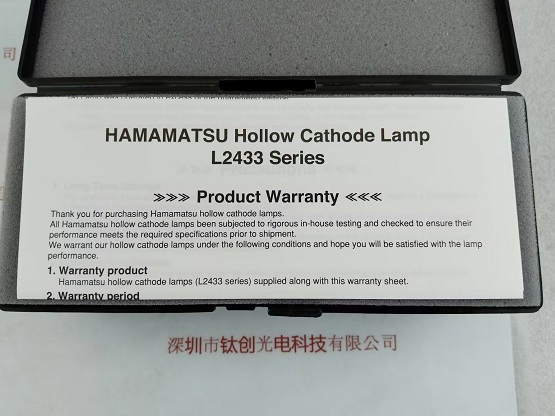 司
HAMAMATSU Hollow Cathode Lamp
L2433 Series
>>> Product Warranty <<<
Thank you for purchasing Hamamatsu hollow cathode lamps.
All Hamamatsu hollow cathode lamps been subjected to rigorous in-house testing and checked to ensure their
performance meets the required specifications prior to shipment.
We warrant our hollow cathode lamps under the following conditions and hope you will be satisfied with the lamp
performance.
1. Warranty product
Hamamatsu hollow cathode lamps (L2433 series) supplied along with this warranty sheet.
2. Warranty period
深圳市钛创光电科技有限公司